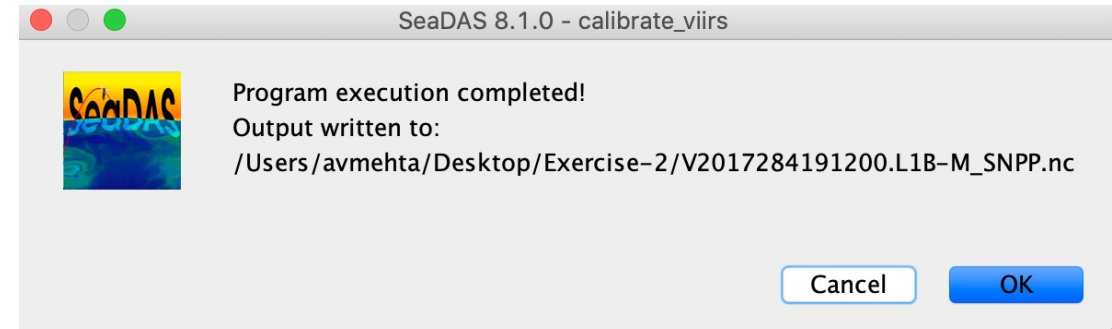 SeaDAS 8.1.0 - calibrate_viirs
SeaDAS
SeaDAS
Program execution completed!
Output written to:
/Users/avmehta/Desktop/Exercise-2/V2017284191200.L1B-M_SNPP.nc
Cancel
OK